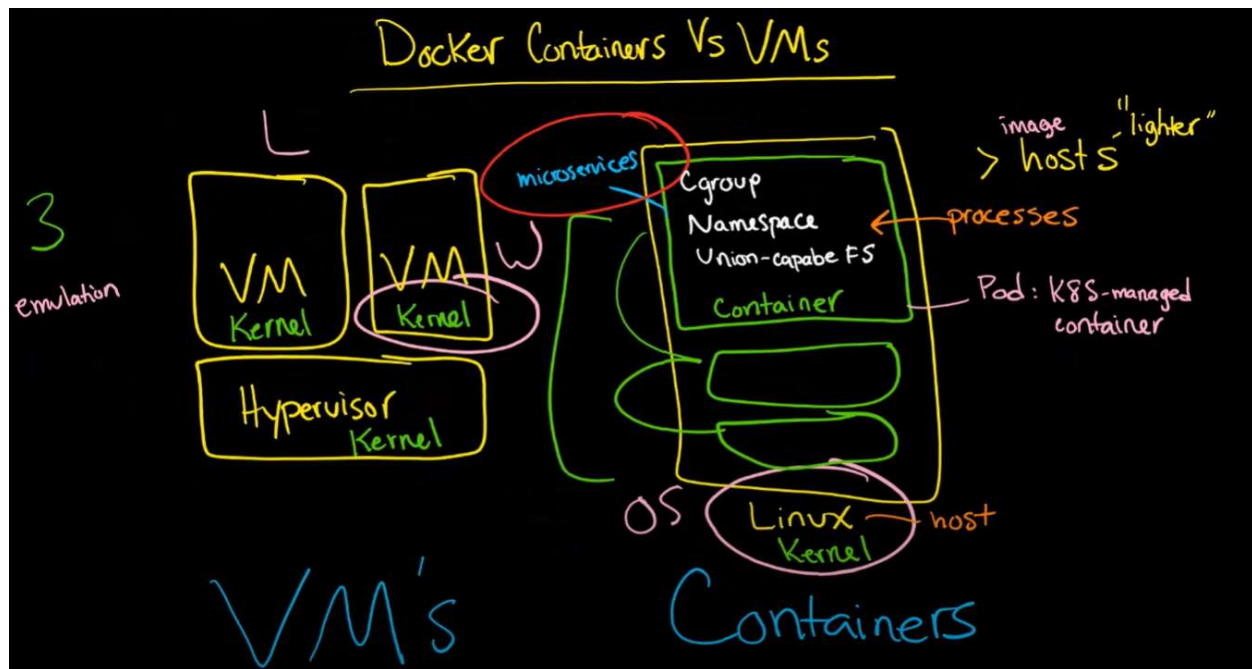 Docker Containers Vs VMs
L
3
emulation
VM
Kernel
VM
Kernel
W
Hypervisor
Kernel
microservices
Cgroup
Namespace
Union-capabe FS
Container
image
"lighter"
> hosts
processes
Pod: K8S-managed
container
OS
Linux
Kernel
host
VM's
Containers